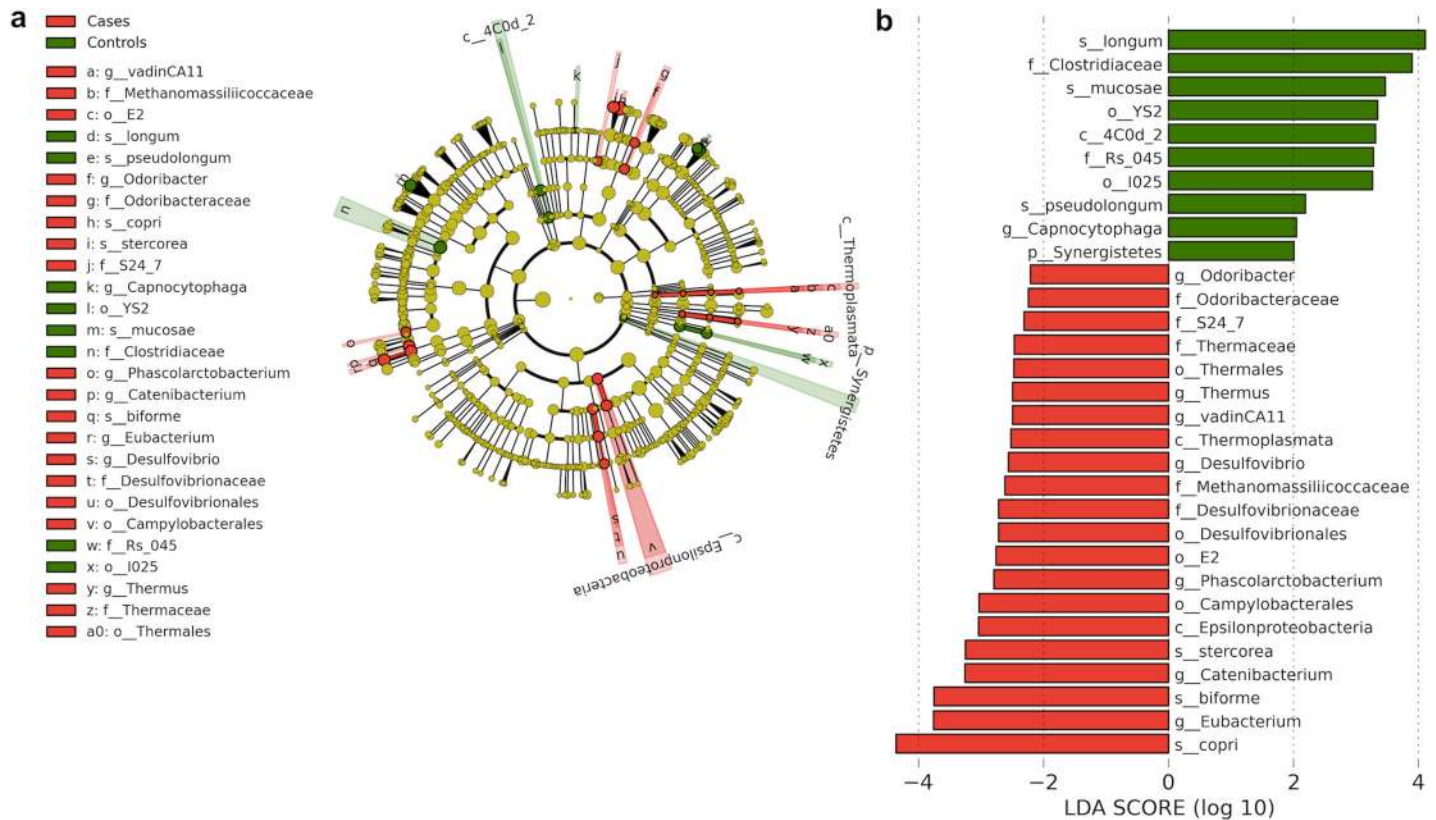 a
Cases
Controls
a: g__vadinCA11
b: f__Methanomassiliicoccaceae
c: o__E2
d: s__longum
e: s__pseudolongum
f: g__Odoribacter
g: f__Odoribacteraceae
h: s__copri
i: s__stercorea
j: f__S24_7
k: g__Capnocytophaga
l: o__YS2
m: s__mucosae
n: f__Clostridiaceae
o: g__Phascolarctobacterium
p: g__Catenibacterium
q: s__biforme
r: g__Eubacterium
s: g__Desulfovibrio
t: f__Desulfovibrionaceae
u: o__Desulfovibrionales
v: o__Campylobacterales
w: f__Rs_045
x: o__I025
y: g__Thermus
z: f__Thermaceae
a0: o__Thermales
c__4C0d_2
l
k
j
g
f
m
n
c__Thermoplasmata
a
b
c
y
z
a0
w
x
p__Synergistetes
o
s
t
u
v
c__Epsilonproteobacteria
b
s__longum
f__Clostridiaceae
s__mucosae
o__YS2
c__4C0d_2
f__Rs_045
o__I025
s__pseudolongum
g__Capnocytophaga
p__Synergistetes
g__Odoribacter
f__Odoribacteraceae
f__S24_7
f__Thermaceae
o__Thermales
g__Thermus
g__vadinCA11
c__Thermoplasmata
g__Desulfovibrio
f__Methanomassiliicoccaceae
f__Desulfovibrionaceae
o__Desulfovibrionales
o__E2
g__Phascolarctobacterium
o__Campylobacterales
c__Epsilonproteobacteria
s__stercorea
g__Catenibacterium
s__biforme
g__Eubacterium
s__copri
−4 −2 0 2 4
LDA SCORE (log 10)